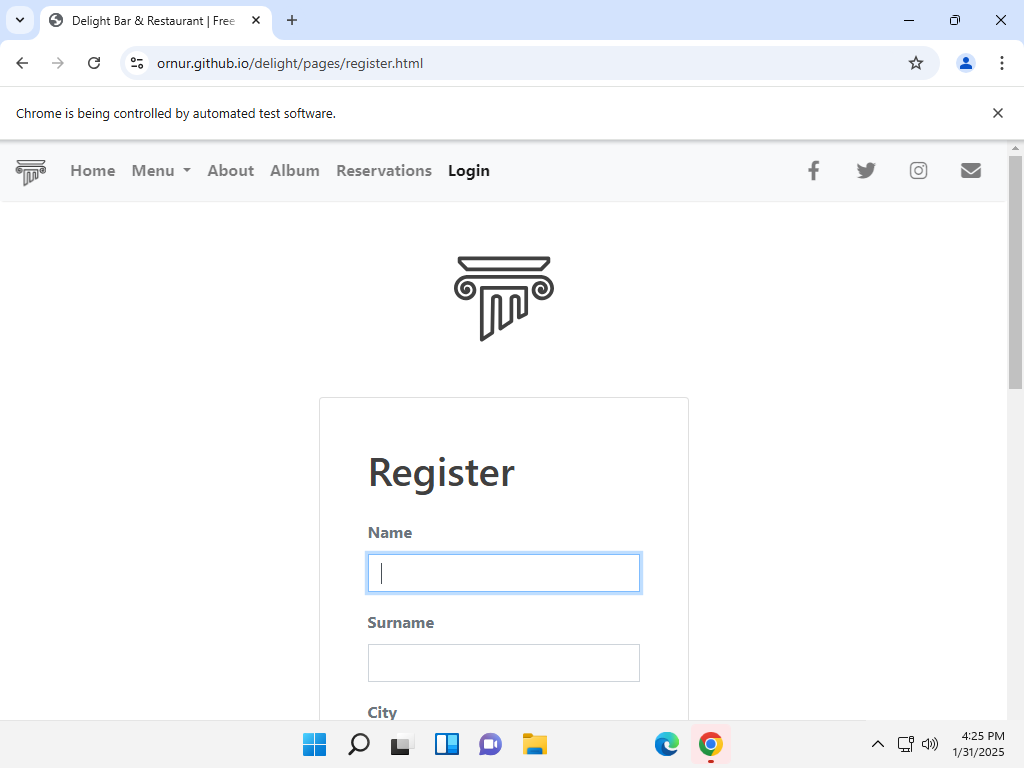 Delight Bar & Restaurant | Free
ornur.github.io/delight/pages/register.html
Chrome is being controlled by automated test software.
Home Menu About Album Reservations Login
Register
Name
Surname
City
4:25 PM
1/31/2025